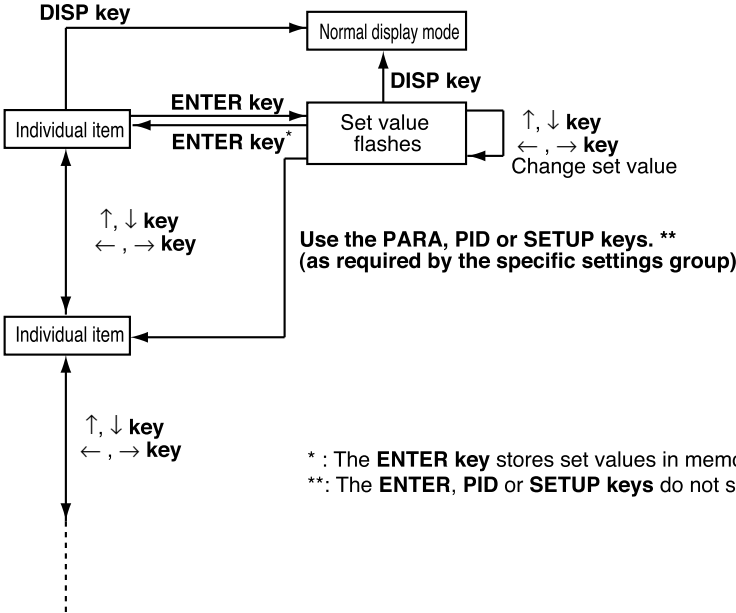 DISP key
Normal display mode
DISP key
ENTER key
Individual item
ENTER key*
Set value
flashes
↑, ↓ key
← , → key
Change set value
↑, ↓ key
← , → key
Use the PARA, PID or SETUP keys. **
(as required by the specific settings group)
Individual item
↑, ↓ key
← , → key
* : The ENTER key stores set values in
**: The ENTER, PID or SETUP keys do not